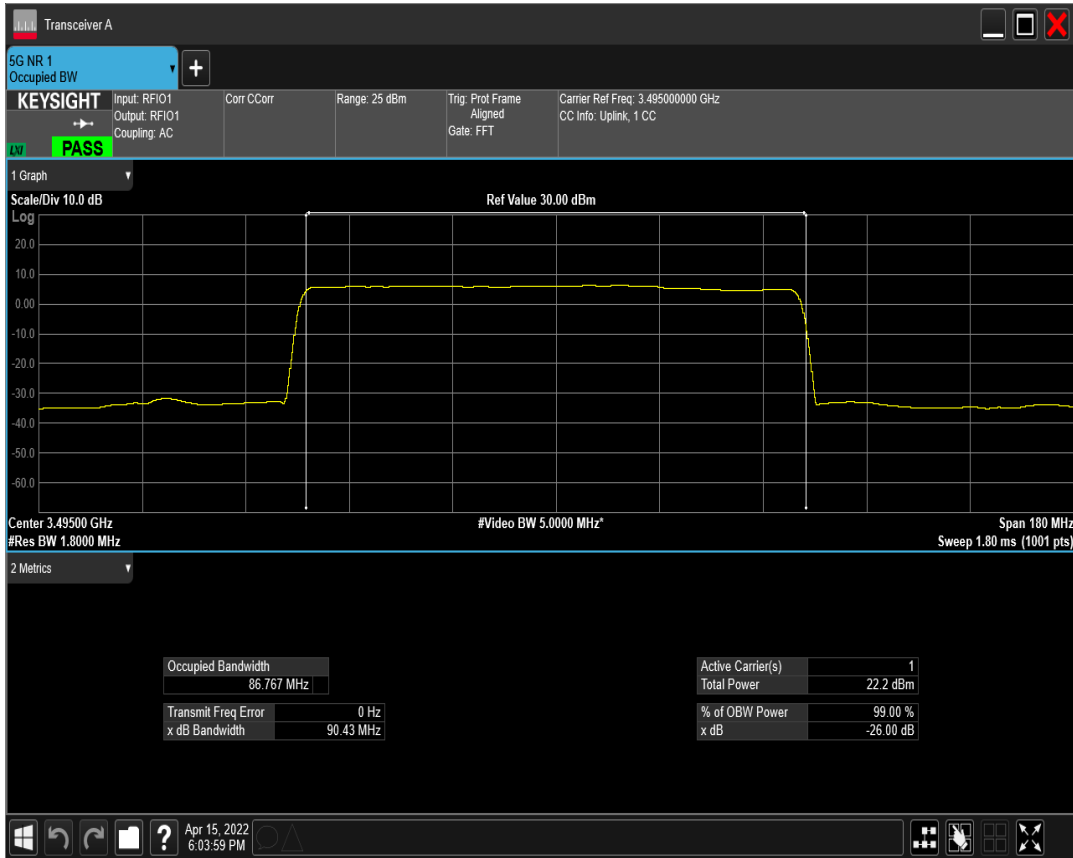 Transceiver A
5G NR 1
Occupied BW
KEYSIGHT
LXI
PASS
Input: RFIO1
Output: RFIO1
Coupling: AC
Corr CCorr
Range: 25 dBm
Trig: Prot Frame
Aligned
Gate: FFT
Carrier Ref Freq: 3.495000000 GHz
CC Info: Uplink, 1 CC
1 Graph
Scale/Div 10.0 dB
Ref Value 30.00 dBm
Log
20.0
10.0
0.00
-10.0
-20.0
-30.0
-40.0
-50.0
-60.0
Center 3.49500 GHz
#Video BW 5.0000 MHz*
Span 180 MHz
#Res BW 1.8000 MHz
Sweep 1.80 ms (1001 pts)
2 Metrics
Occupied Bandwidth
86.767 MHz
Transmit Freq Error 0 Hz
x dB Bandwidth 90.43 MHz
Active Carrier(s) 1
Total Power 22.2 dBm
% of OBW Power 99.00 %
x dB -26.00 dB
?
Apr 15, 2022
6:03:59 PM